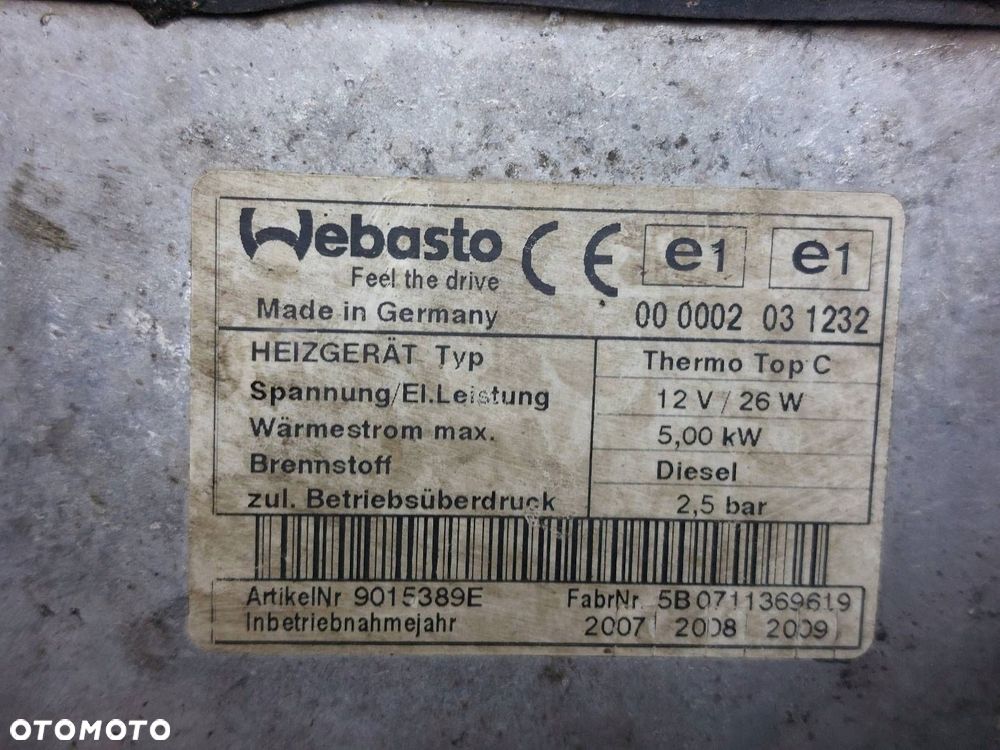 Webasto
Feel the drive
Made in Germany
CE e1 e1
00 0002 03 1232
HEIZGERÄT Typ Thermo Top C
Spannung/El.Leistung 12 V / 26 W
Wärmestrom max. 5,00 kW
Brennstoff Diesel
zul. Betriebsüberdruck 2,5 bar
ArtikelNr 9015389E FabrNr. 5B0711369619
Inbetriebnahmejahr 2007 2008 2009
OTOMOTO